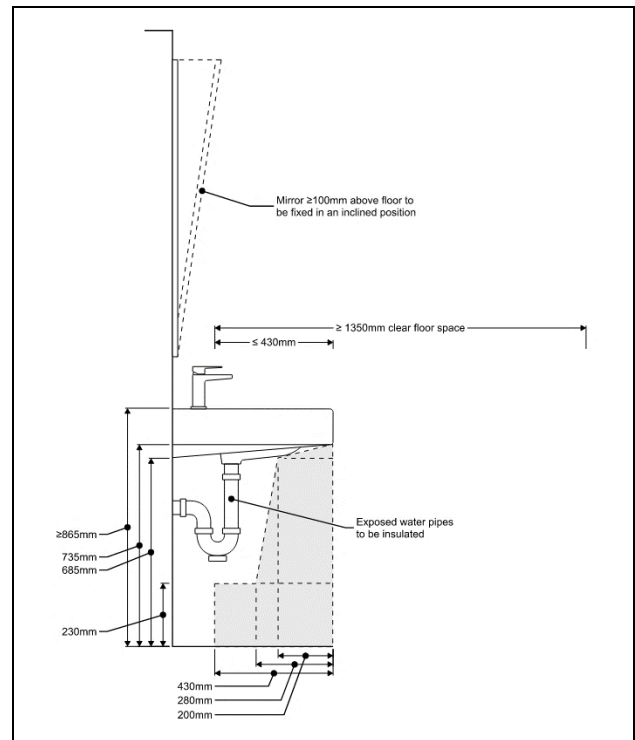 Mirror ≥100mm above floor to
be fixed in an inclined position
≥ 1350mm clear floor space
≤ 430mm
Exposed water pipes
to be insulated
≥865mm
735mm
685mm
230mm
430mm
280mm
200mm